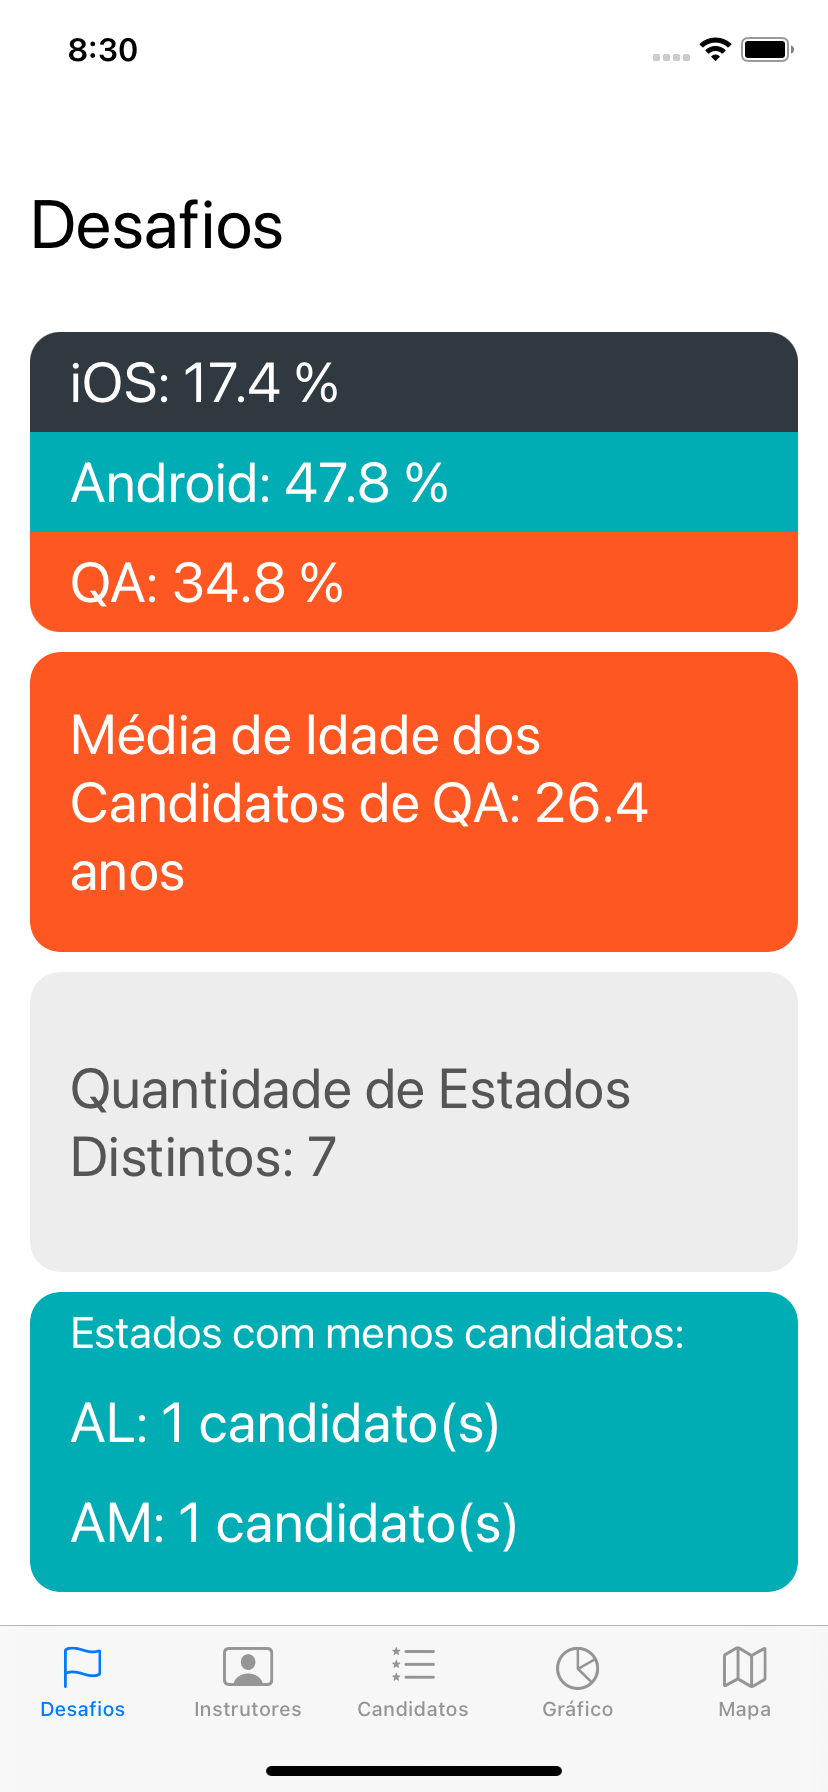 8:30
Desafios
iOS: 17.4 %
Android: 47.8 %
QA: 34.8 %
Média de Idade dos
Candidatos de QA: 26.4
anos
Quantidade de Estados
Distintos: 7
Estados com menos candidatos:
AL: 1 candidato(s)
AM: 1 candidato(s)
Desafios
Instrutores
Candidatos
Gráfico
Mapa